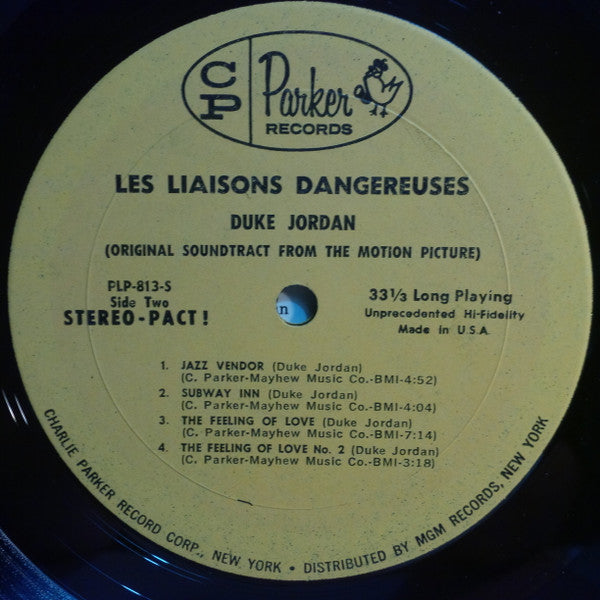 CP
Parker
RECORDS
LES LIAISONS DANGEREUSES
DUKE JORDAN
(ORIGINAL SOUNDTRACT FROM THE MOTION PICTURE)
PLP-813-S
Side Two
STEREO-PACT!
33⅓ Long Playing
Unprecedented Hi-Fidelity
Made in U.S.A.
1. JAZZ VENDOR (Duke Jordan)
(C. Parker-Mayhew Music Co.-BMI-4:52)
2. SUBWAY INN (Duke Jordan)
(C. Parker-Mayhew Music Co.-BMI-4:04)
3. THE FEELING OF LOVE (Duke Jordan)
(C. Parker-Mayhew Music Co.-BMI-7:14)
4. THE FEELING OF LOVE No. 2 (Duke Jordan)
(C. Parker-Mayhew Music Co.-BMI-3:18)
CHARLIE PARKER RECORD CORP., NEW YORK • DISTRIBUTED BY MGM RECORDS, NEW YORK